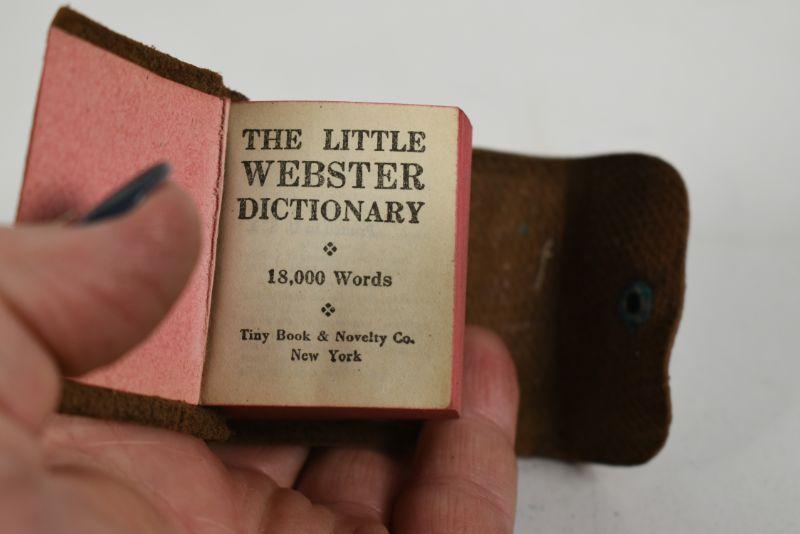 THE LITTLE
WEBSTER
DICTIONARY
18,000 Words
Tiny Book & Novelty Co.
New York